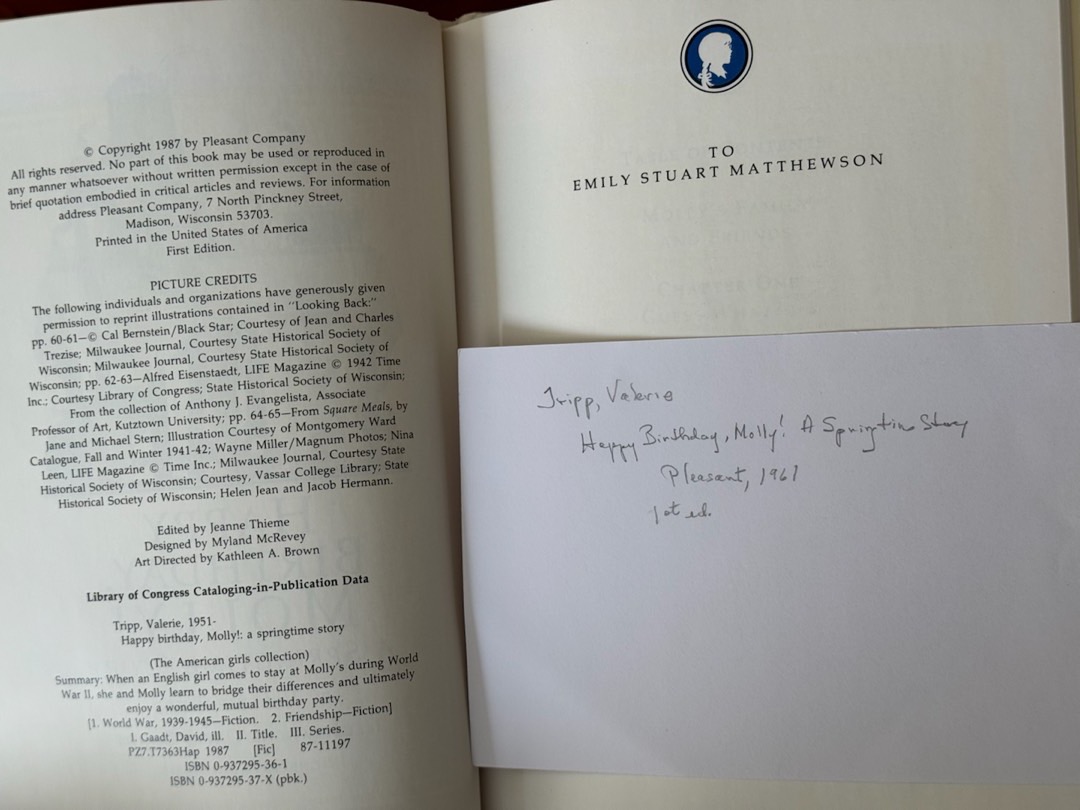 © Copyright 1987 by Pleasant Company
All rights reserved. No part of this book may be used or reproduced in
any manner whatsoever without written permission except in the case of
brief quotation embodied in critical articles and reviews. For information
address Pleasant Company, 7 North Pinckney Street,
Madison, Wisconsin 53703.
Printed in the United States of America
First Edition.
PICTURE CREDITS
The following individuals and organizations have generously given
permission to reprint illustrations contained in "Looking Back:"
pp. 60-61—© Cal Bernstein/Black Star; Courtesy of Jean and Charles
Trezise; Milwaukee Journal, Courtesy State Historical Society of
Wisconsin; Milwaukee Journal, Courtesy State Historical Society of
Wisconsin; pp. 62-63—Alfred Eisenstaedt, LIFE Magazine © 1942 Time
Inc.; Courtesy Library of Congress; State Historical Society of Wisconsin;
From the collection of Anthony J. Evangelista, Associate
Professor of Art, Kutztown University; pp. 64-65—From Square Meals, by
Jane and Michael Stern; Illustration Courtesy of Montgomery Ward
Catalogue, Fall and Winter 1941-42; Wayne Miller/Magnum Photos; Nina
Leen, LIFE Magazine © Time Inc.; Milwaukee Journal, Courtesy State
Historical Society of Wisconsin; Courtesy, Vassar College Library; State
Historical Society of Wisconsin; Helen Jean and Jacob Hermann.
Edited by Jeanne Thieme
Designed by Myland McRevey
Art Directed by Kathleen A. Brown
Library of Congress Cataloging-in-Publication Data
Tripp, Valerie, 1951-
Happy birthday, Molly!: a springtime story
(The American girls collection)
Summary: When an English girl comes to stay at Molly's during World
War II, she and Molly learn to bridge their differences and ultimately
enjoy a wonderful, mutual birthday party.
[1. World War, 1939-1945—Fiction. 2. Friendship—Fiction]
I. Gaadt, David, ill. II. Title. III. Series.
PZ7.T7363Hap 1987 [Fic] 87-11197
ISBN 0-937295-36-1
ISBN 0-937295-37-X (pbk.)
TO
EMILY STUART MATTHEWSON
Tripp, Valerie
Happy Birthday, Molly! A Springtime Story
Pleasant, 1961
1st ed.